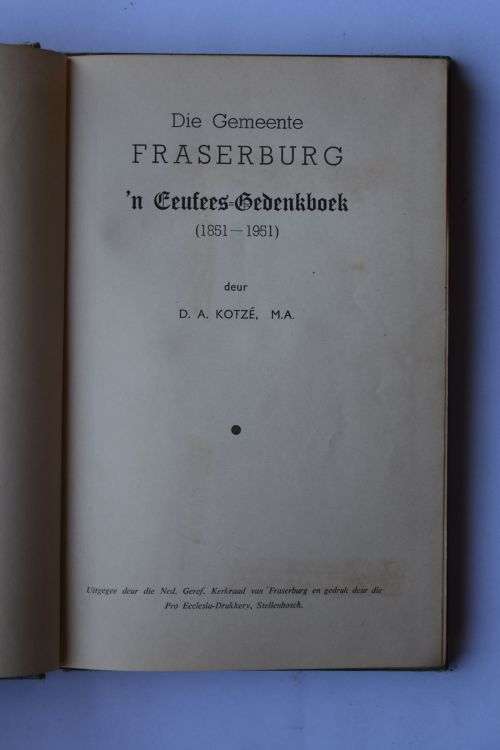 Die Gemeente
FRASERBURG
'n Eeufees-Gedenkboek
(1851—1951)
deur
D. A. KOTZÉ, M.A.
Uitgegee deur die Ned. Geref. Kerkraad van Fraserburg en gedruk deur die
Pro Ecclesia-Drukkery, Stellenbosch.